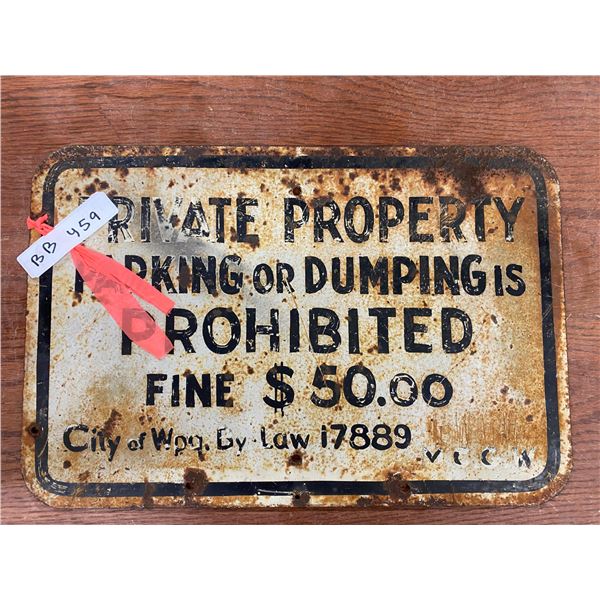 PRIVATE PROPERTY
PARKING OR DUMPING IS
PROHIBITED
FINE $50.00
City of Wpg. By-Law 17889
BB 459